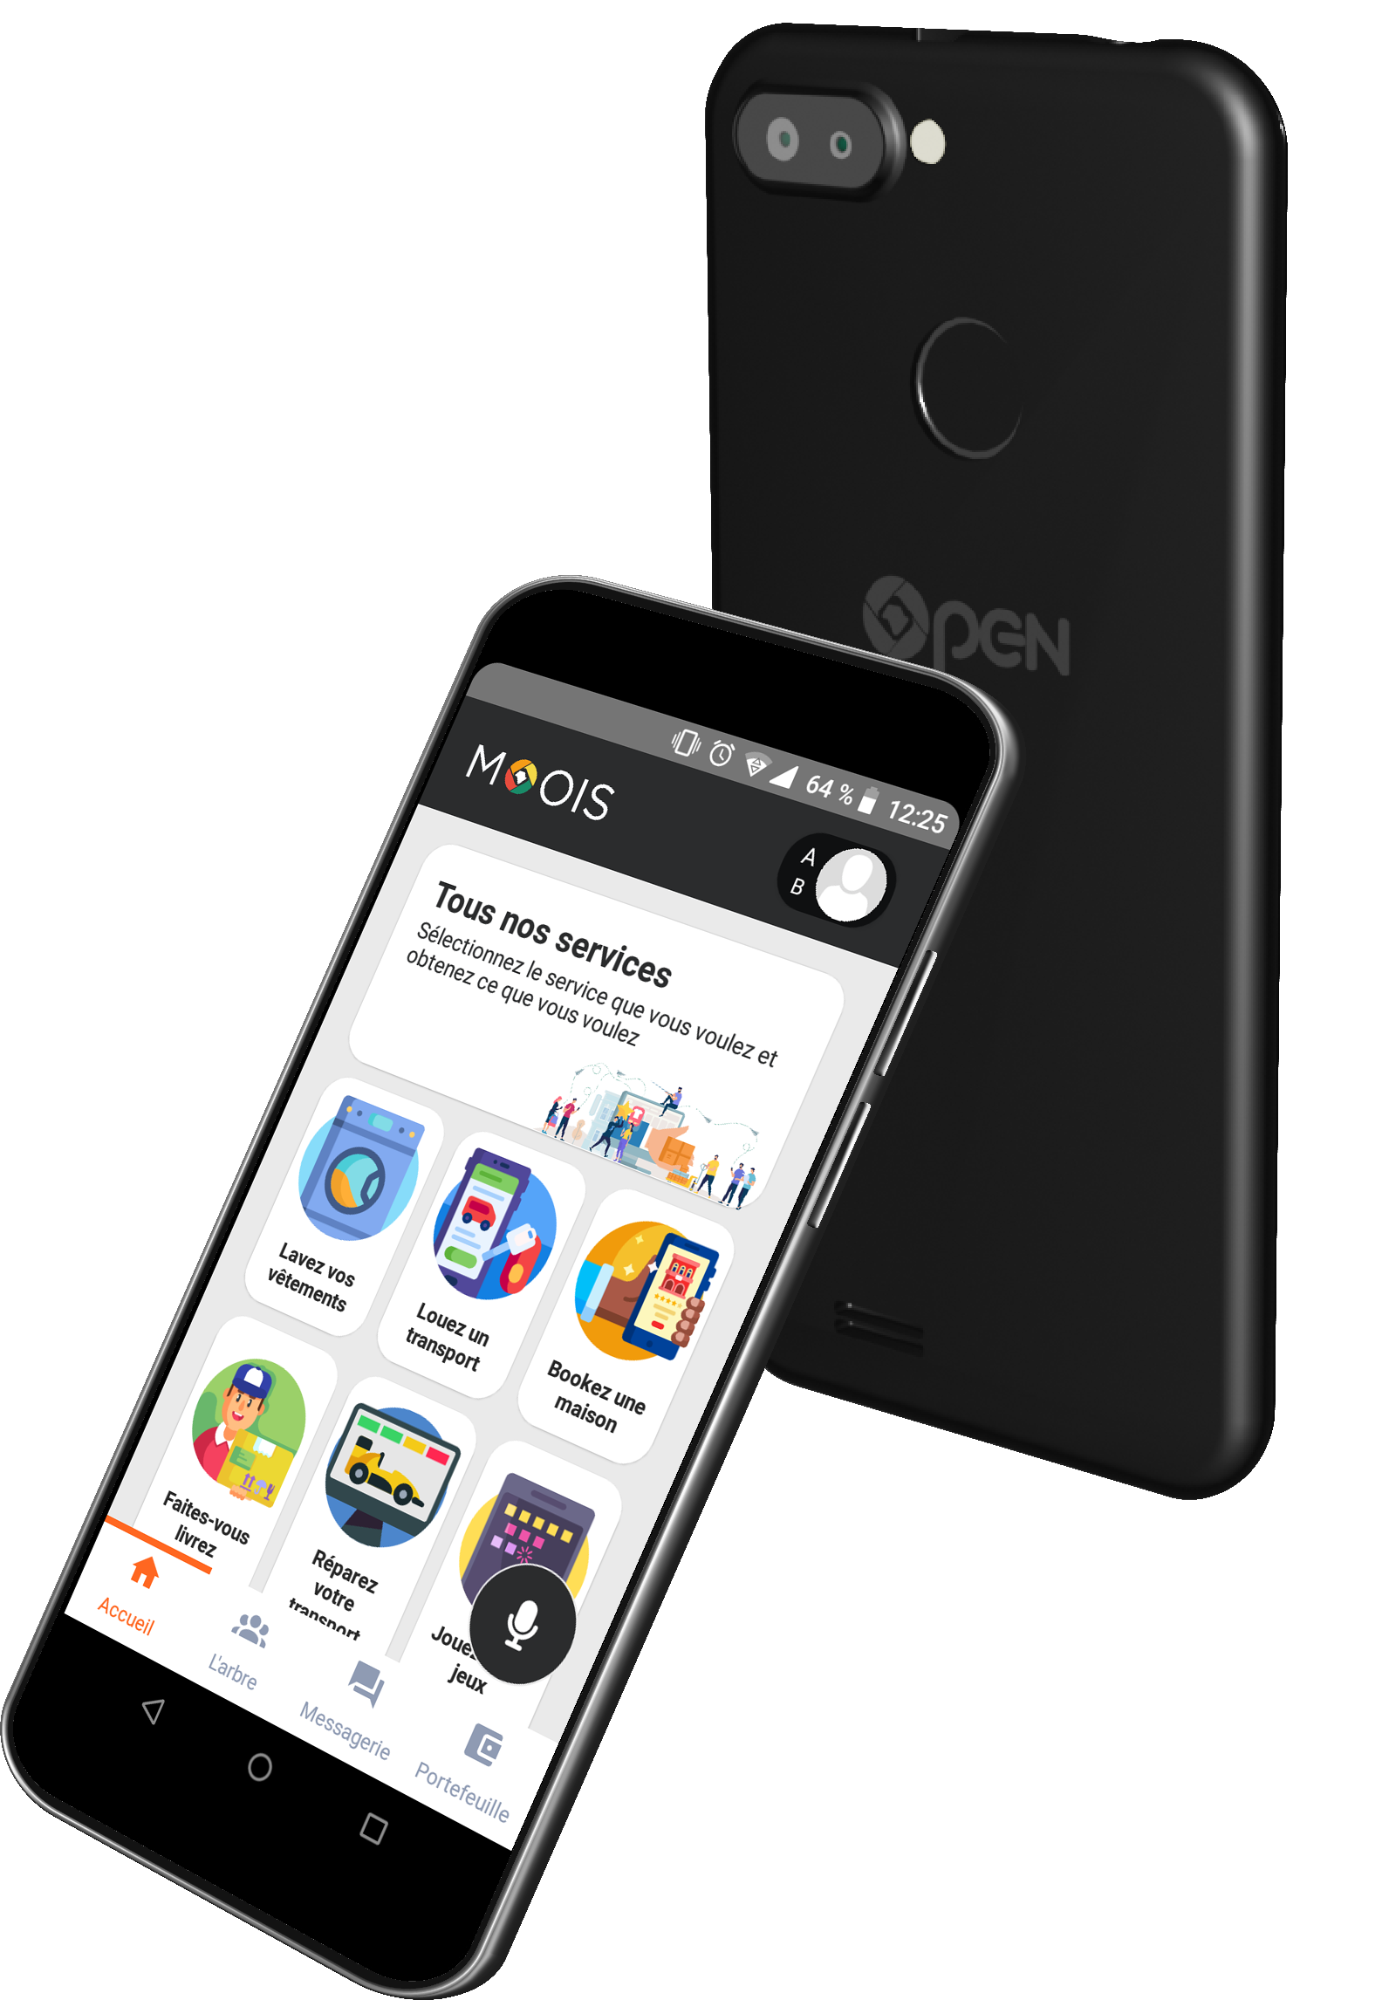 OPEN
64 % 12:25
MOOIS
A
B
Tous nos services
Sélectionnez le service que vous voulez et
obtenez ce que vous voulez
Lavez vos
vêtements
Louez un
transport
Bookez une
maison
Faites-vous
livrez
Réparez
votre
transport
jeux
Accueil
L'arbre
Messagerie
Portefeuille